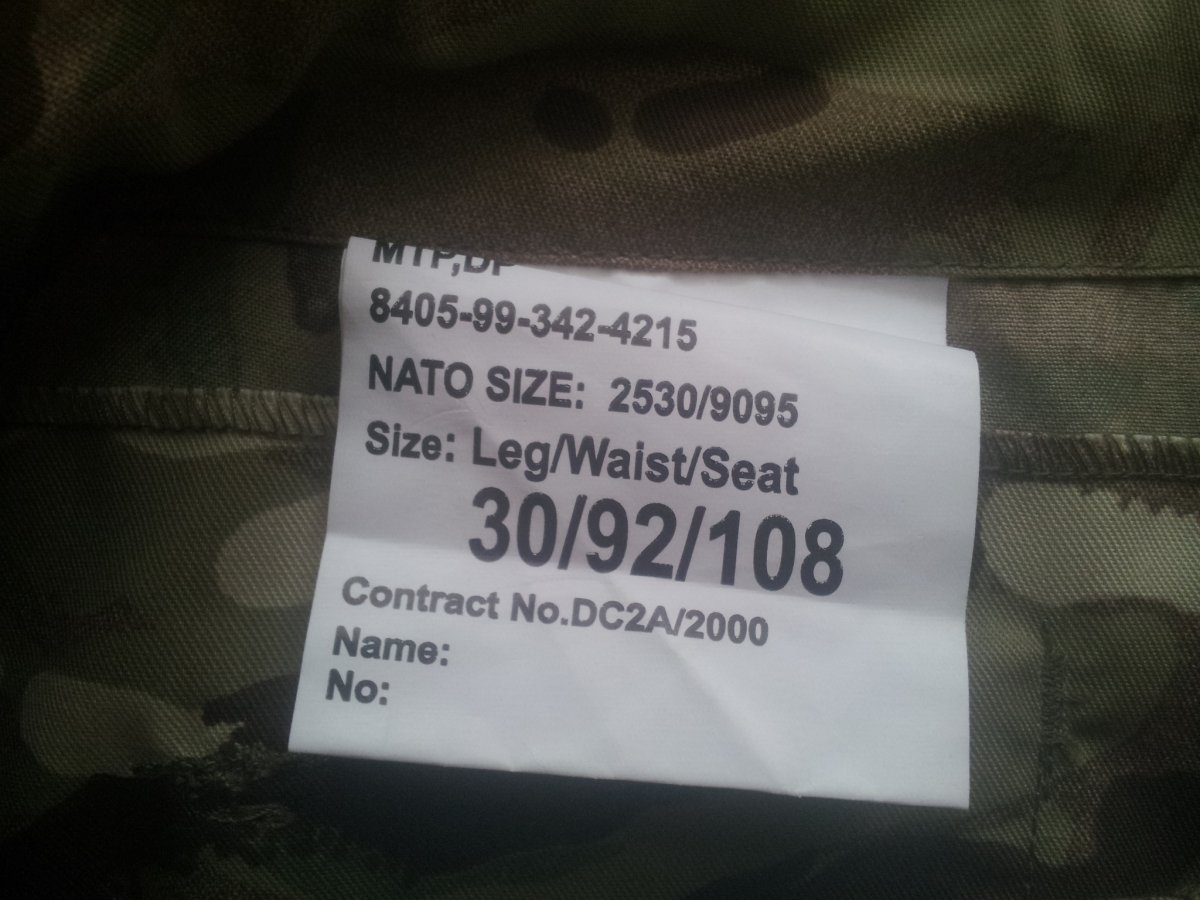 MTP,DP
8405-99-342-4215
NATO SIZE: 2530/9095
Size: Leg/Waist/Seat
30/92/108
Contract No.DC2A/2000
Name:
No: